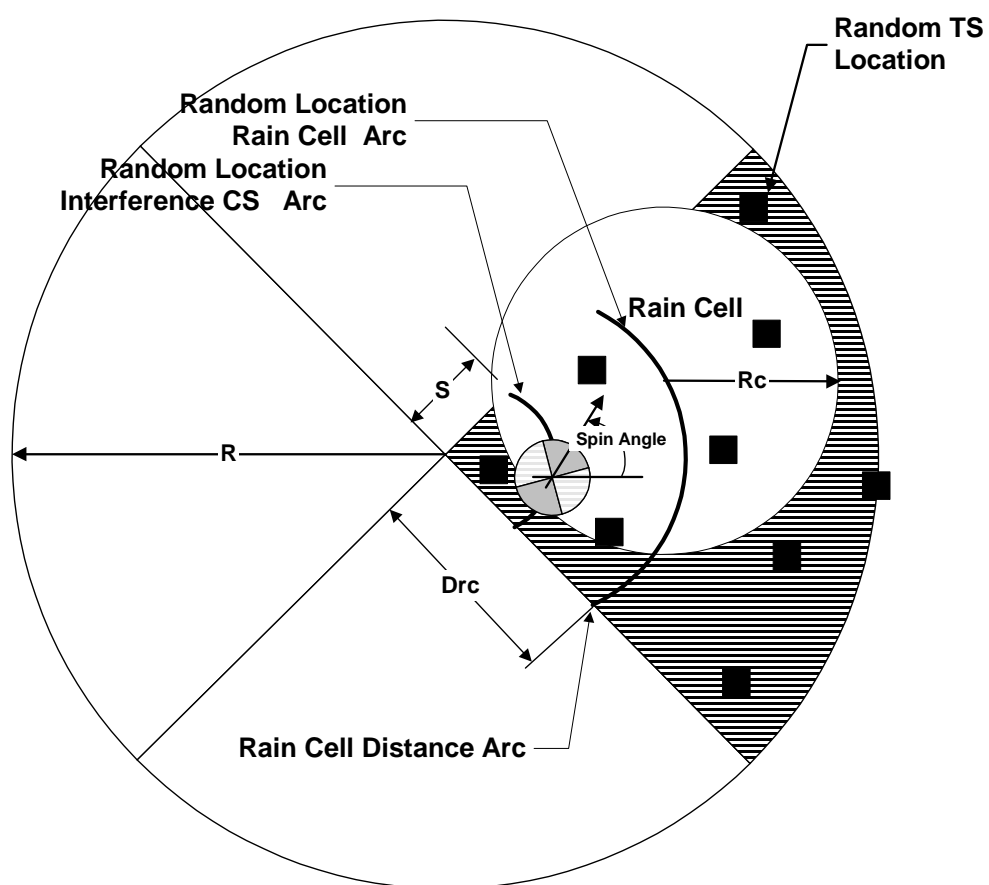 Random TS
Location
Random Location
Rain Cell Arc
Random Location
Interference CS Arc
Rain Cell
Rc
S
Spin Angle
R
Drc
Rain Cell Distance Arc